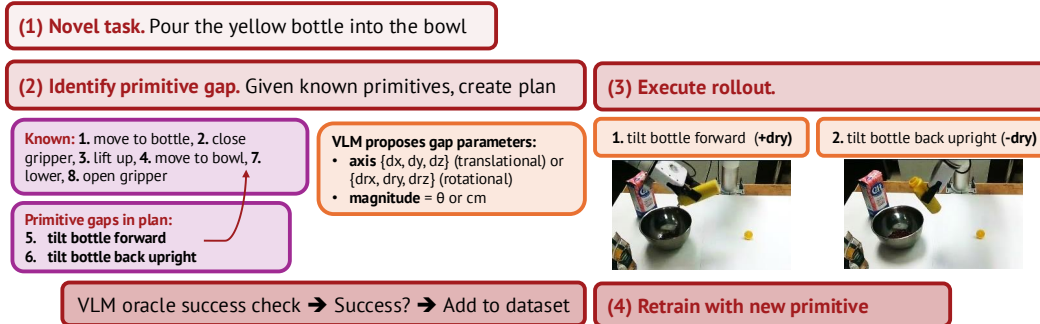 (1) Novel task. Pour the yellow bottle into the bowl
(2) Identify primitive gap. Given known primitives, create plan
Known: 1. move to bottle, 2. close
gripper, 3. lift up, 4. move to bowl, 7.
lower, 8. open gripper
Primitive gaps in plan:
5. tilt bottle forward
6. tilt bottle back upright
VLM proposes gap parameters:
• axis {dx, dy, dz} (translational) or
{drx, dry, drz} (rotational)
• magnitude = θ or cm
(3) Execute rollout.
1. tilt bottle forward (+dry)
2. tilt bottle back upright (-dry)
VLM oracle success check ➔ Success? ➔ Add to dataset
(4) Retrain with new primitive